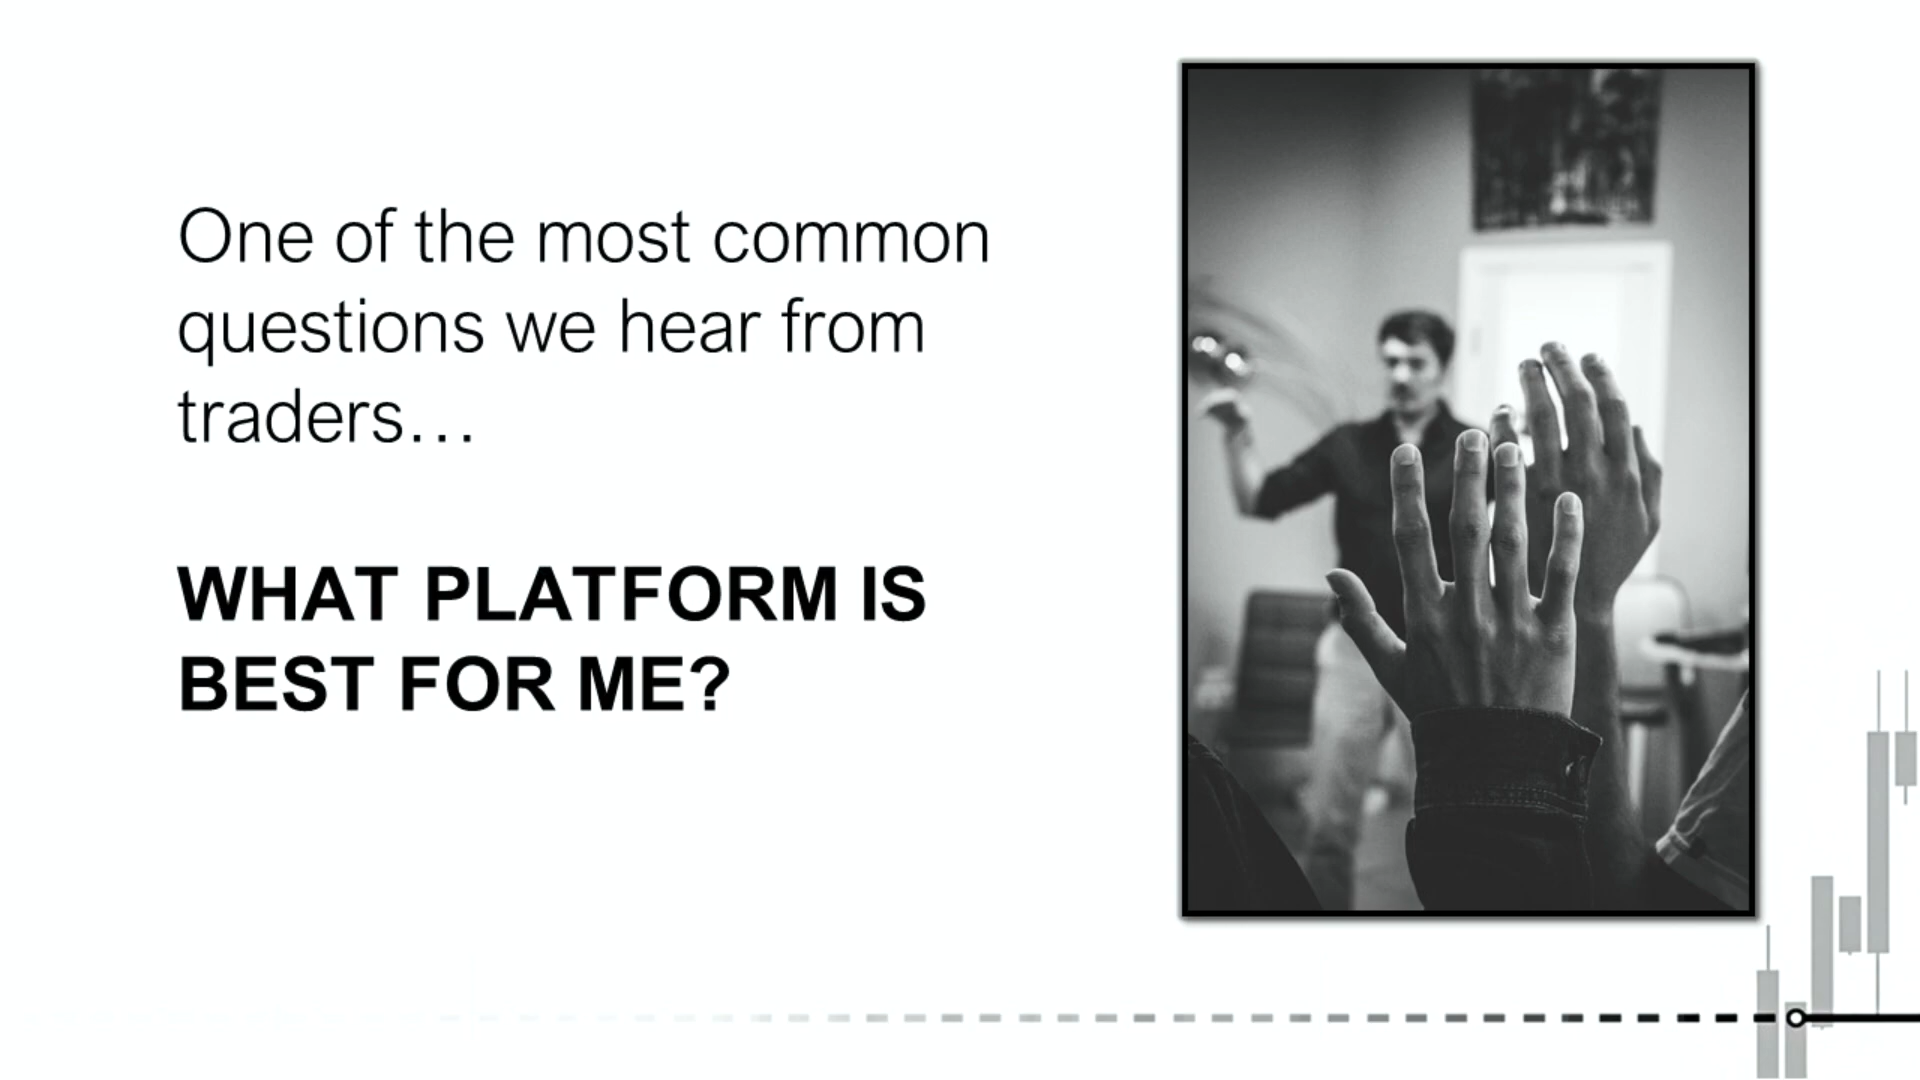 One of the most common
questions we hear from
traders...
WHAT PLATFORM IS
BEST FOR ME?